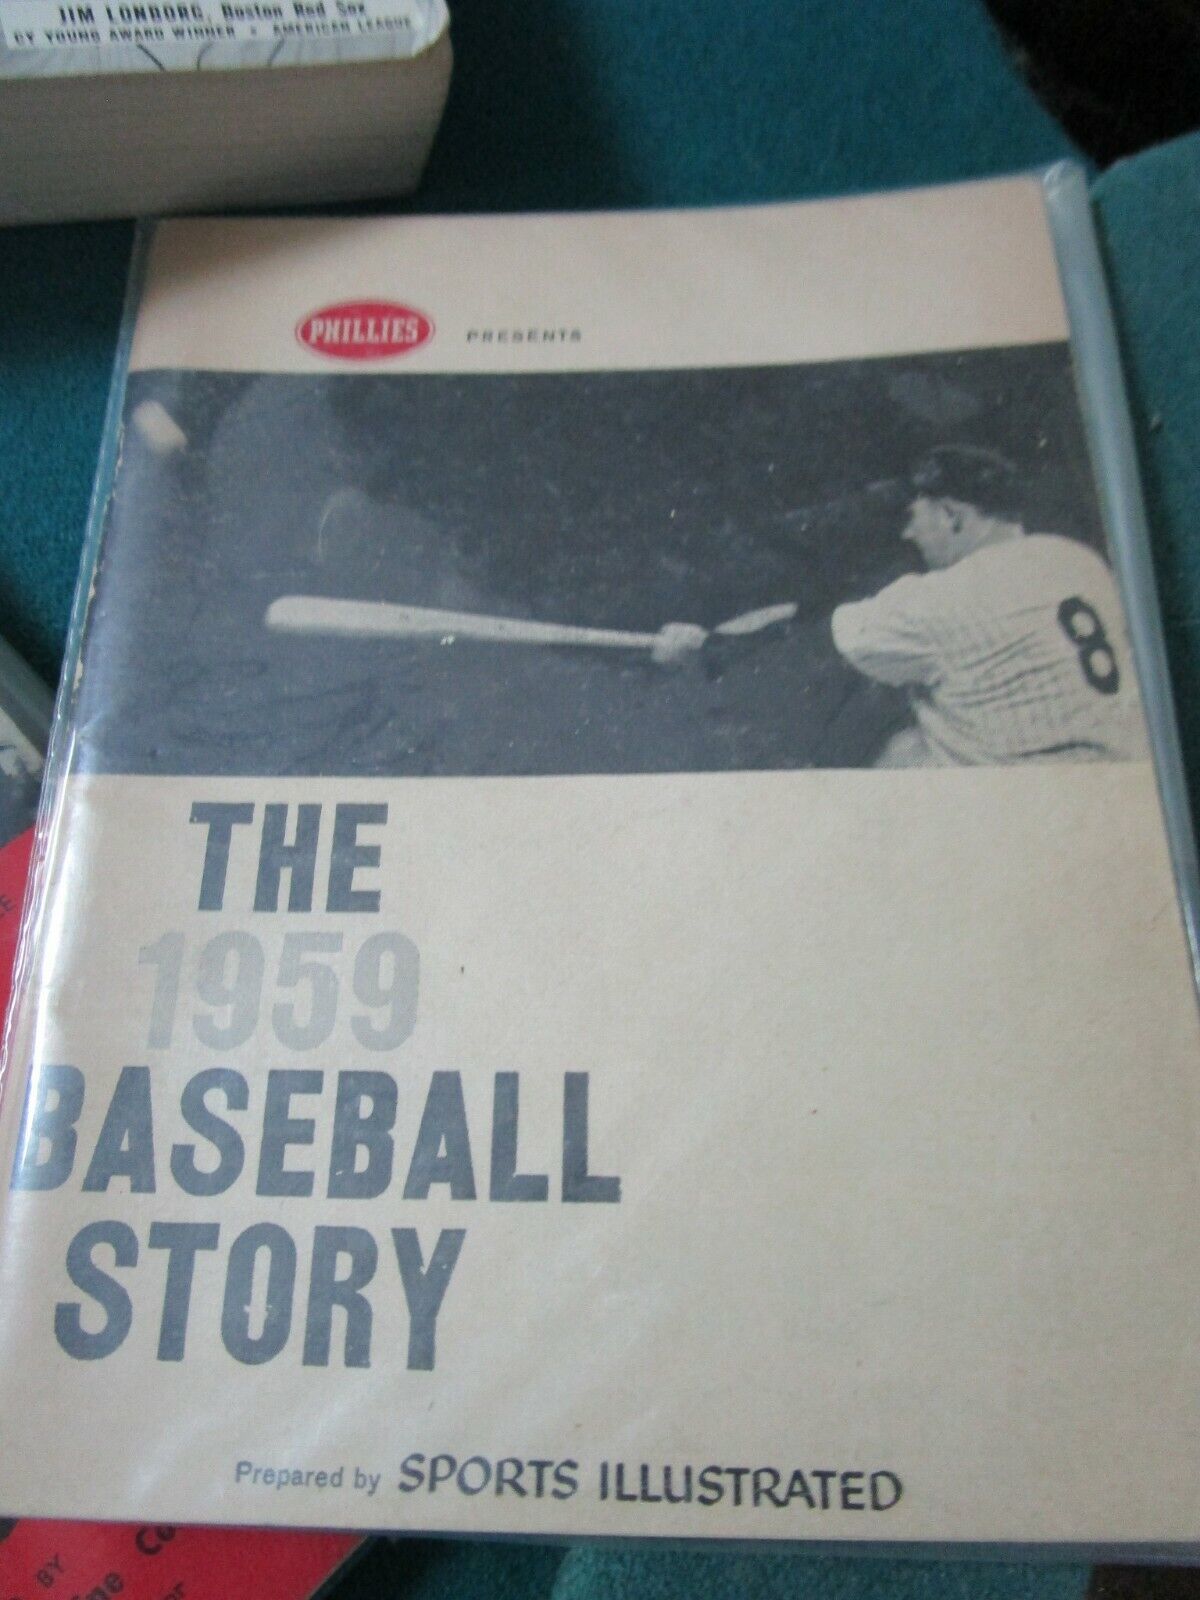 JIM LONBORG, Boston Red Sox
CY YOUNG AWARD WINNER - AMERICAN LEAGUE
PHILLIES PRESENTS
8
THE
1959
BASEBALL
STORY
Prepared by SPORTS ILLUSTRATED
BY